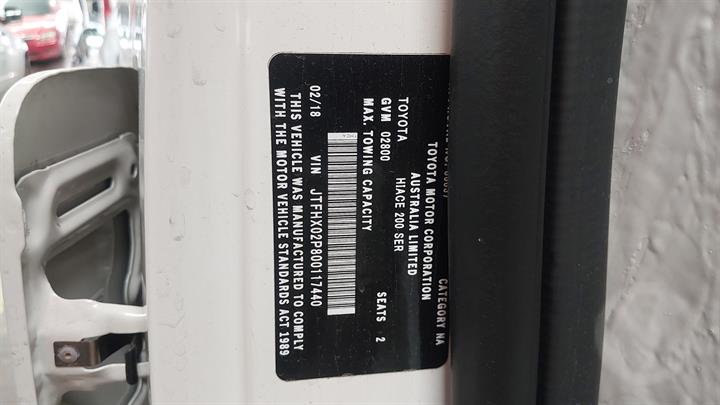 CATEGORY NA
TOYOTA MOTOR CORPORATION
AUSTRALIA LIMITED
TOYOTA HIACE 200 SER
GVM 02800
MAX. TOWING CAPACITY
SEATS 2
02/18 VIN JTFHX02P800117440
THIS VEHICLE WAS MANUFACTURED TO COMPLY
WITH THE MOTOR VEHICLE STANDARDS ACT 1989